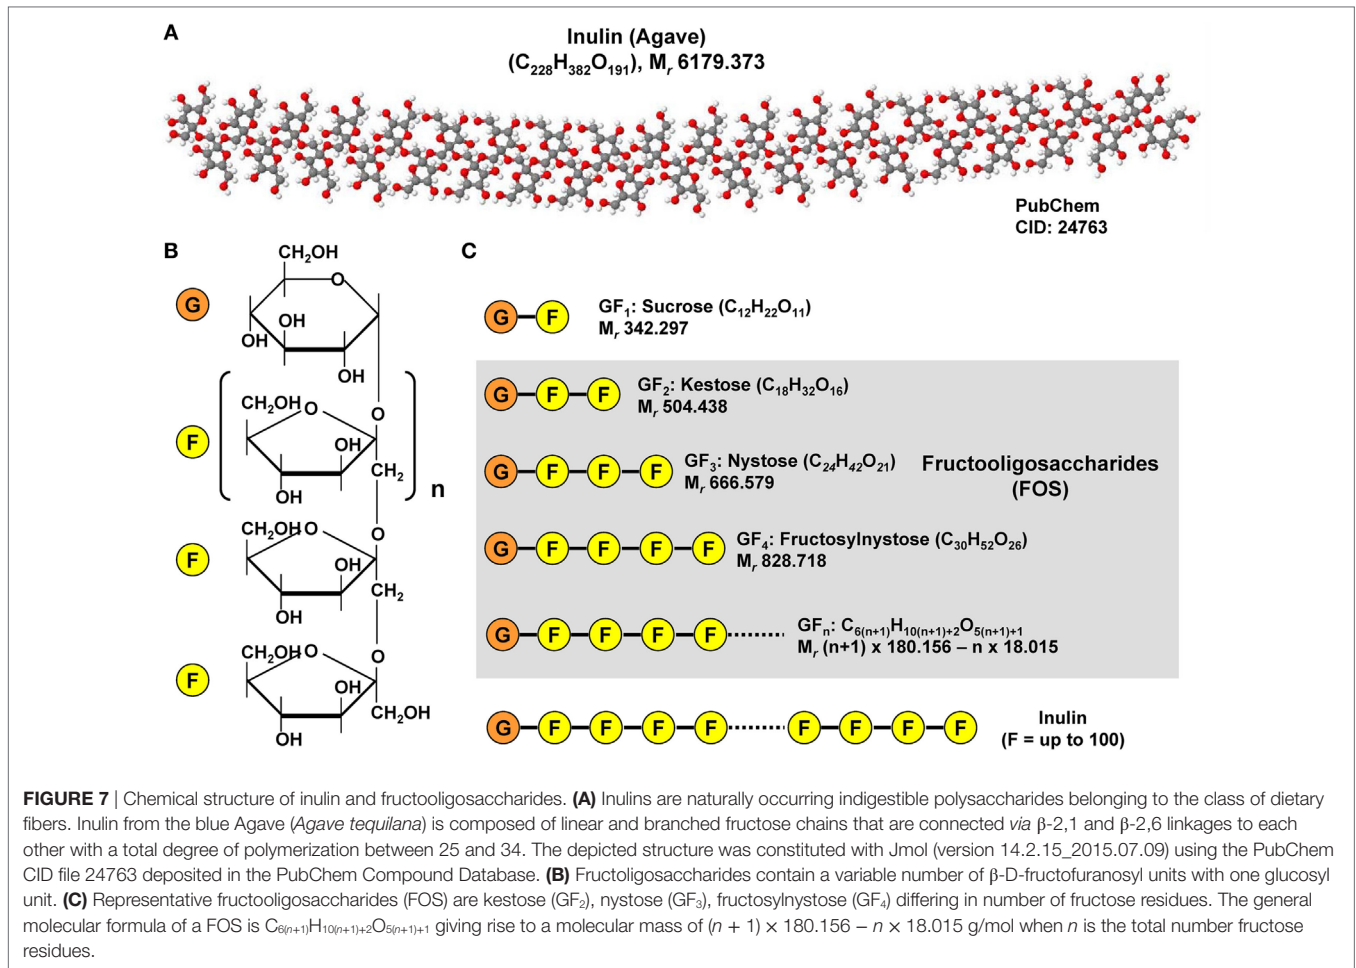 A
Inulin (Agave)
(C₂₂₈H₃₈₂O₁₉₁), Mᵣ 6179.373
PubChem
CID: 24763
B
G
CH₂OH
O
OH
OH
OH
F
CH₂OH
O
O
OH
CH₂
OH
n
F
CH₂OH
O
O
OH
CH₂
OH
F
CH₂OH
O
O
OH
CH₂OH
OH
C
G F
GF₁: Sucrose (C₁₂H₂₂O₁₁)
Mᵣ 342.297
G F F
GF₂: Kestose (C₁₈H₃₂O₁₆)
Mᵣ 504.438
G F F F
GF₃: Nystose (C₂₄H₄₂O₂₁)
Mᵣ 666.579
Fructooligosaccharides
(FOS)
G F F F F
GF₄: Fructosylnystose (C₃₀H₅₂O₂₆)
Mᵣ 828.718
G F F F F
GFₙ: C₆₍ₙ₊₁₎H₁₀₍ₙ₊₁₎₊₂O₅₍ₙ₊₁₎₊₁
Mᵣ (n+1) x 180.156 – n x 18.015
G F F F F F F F F
Inulin
(F = up to 100)
FIGURE 7 | Chemical structure of inulin and fructooligosaccharides. (A) Inulins are naturally occurring indigestible polysaccharides belonging to the class of dietary
fibers. Inulin from the blue Agave (Agave tequilana) is composed of linear and branched fructose chains that are connected via β-2,1 and β-2,6 linkages to each
other with a total degree of polymerization between 25 and 34. The depicted structure was constituted with Jmol (version 14.2.15_2015.07.09) using the PubChem
CID file 24763 deposited in the PubChem Compound Database. (B) Fructoligosaccharides contain a variable number of β-D-fructofuranosyl units with one glucosyl
unit. (C) Representative fructooligosaccharides (FOS) are kestose (GF₂), nystose (GF₃), fructosylnystose (GF₄) differing in number of fructose residues. The general
molecular formula of a FOS is C₆₍ₙ₊₁₎H₁₀₍ₙ₊₁₎₊₂O₅₍ₙ₊₁₎₊₁ giving rise to a molecular mass of (n + 1) × 180.156 – n × 18.015 g/mol when n is the total number fructose
residues.